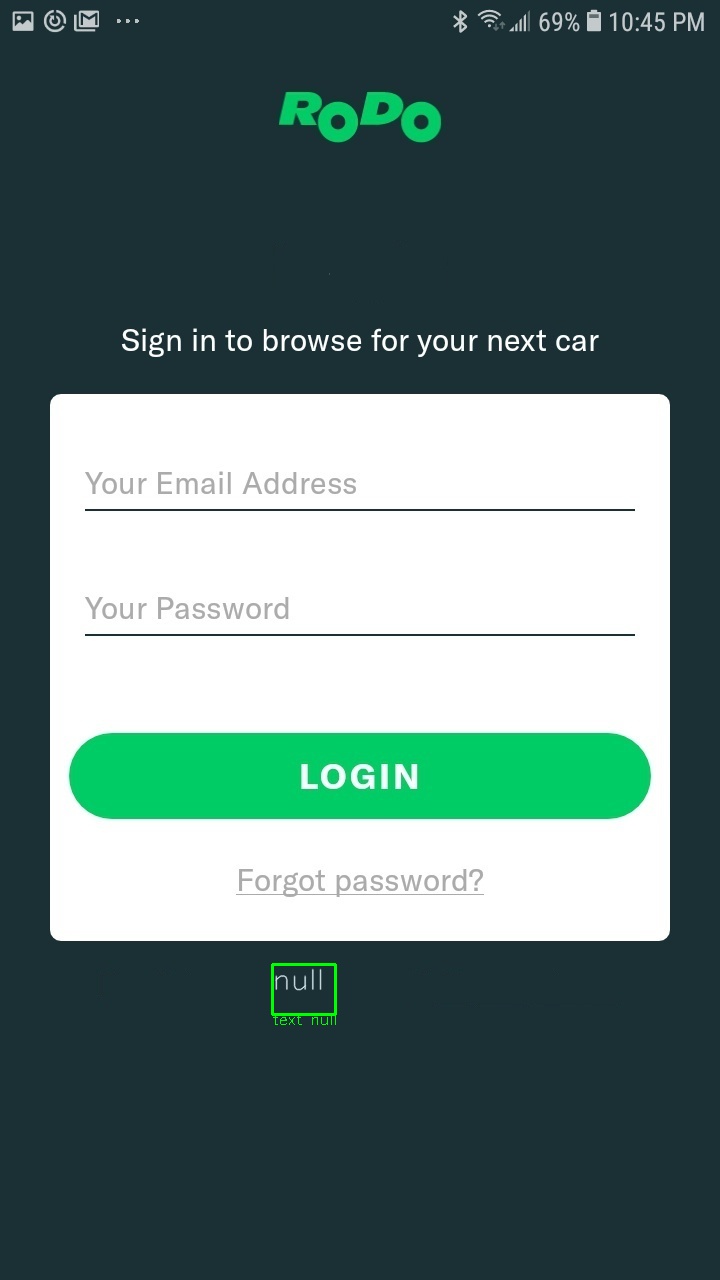 69% 10:45 PM
RoDo
Sign in to browse for your next car
Your Email Address
Your Password
LOGIN
Forgot password?
null
text null